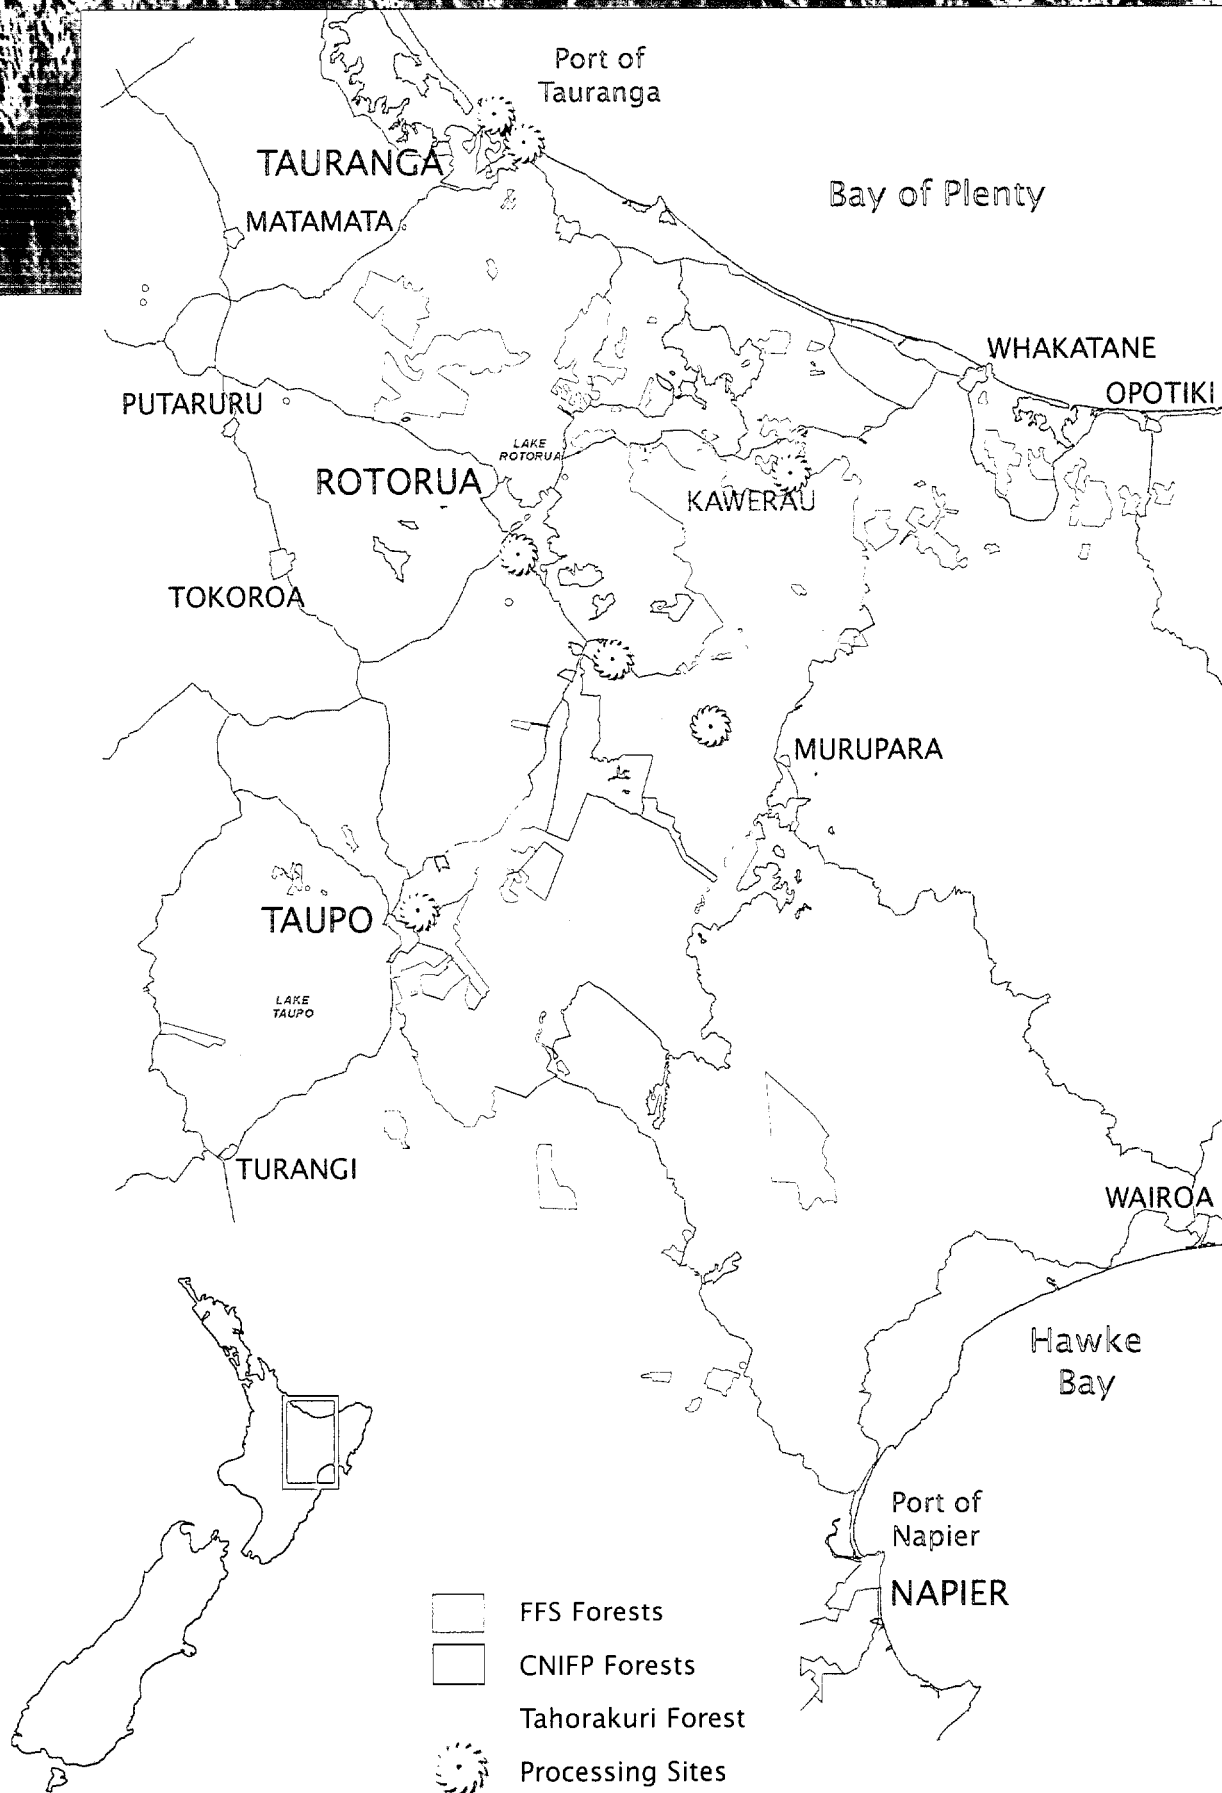 Port of
Tauranga
TAURANGA
Bay of Plenty
MATAMATA
WHAKATANE
OPOTIKI
PUTARURU
LAKE
ROTORUA
ROTORUA
KAWERAU
TOKOROA
MURUPARA
TAUPO
LAKE
TAUPO
TURANGI
WAIROA
Hawke
Bay
Port of
Napier
NAPIER
FFS Forests
CNIFP Forests
Tahorakuri Forest
Processing Sites